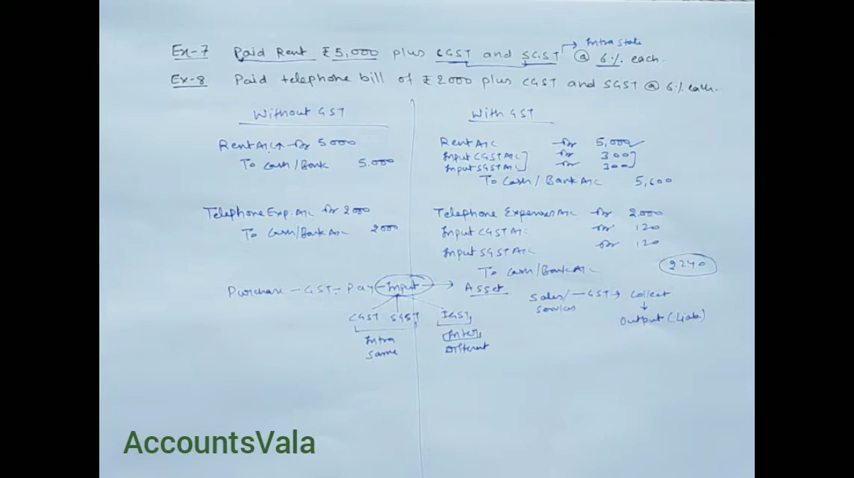 Intra state
Ex-7 Paid Rent ₹5,000 plus CGST and SGST @ 6% each.
Ex-8 Paid telephone bill of ₹2000 plus CGST and SGST @ 6% each.
Without GST
Rent A/c Dr 5000
To Cash/Bank 5,000
Telephone Exp. A/c Dr 2000
To Cash/Bank A/c 2000
With GST
Rent A/C Dr 5,000
Input CGST A/C Dr 300
Input SGST A/C Dr 300
To Cash/Bank A/C 5,600
Telephone Expenses A/C Dr 2,000
Input CGST A/C Dr 120
Input SGST A/C Dr 120
To Cash/Bank A/C 2240
Purchase - GST - Pay - Input → Asset
CGST SGST IGST
Intra Inter
Same Different
Sales/ - GST → Collect
Services
Output (Liab)
AccountsVala